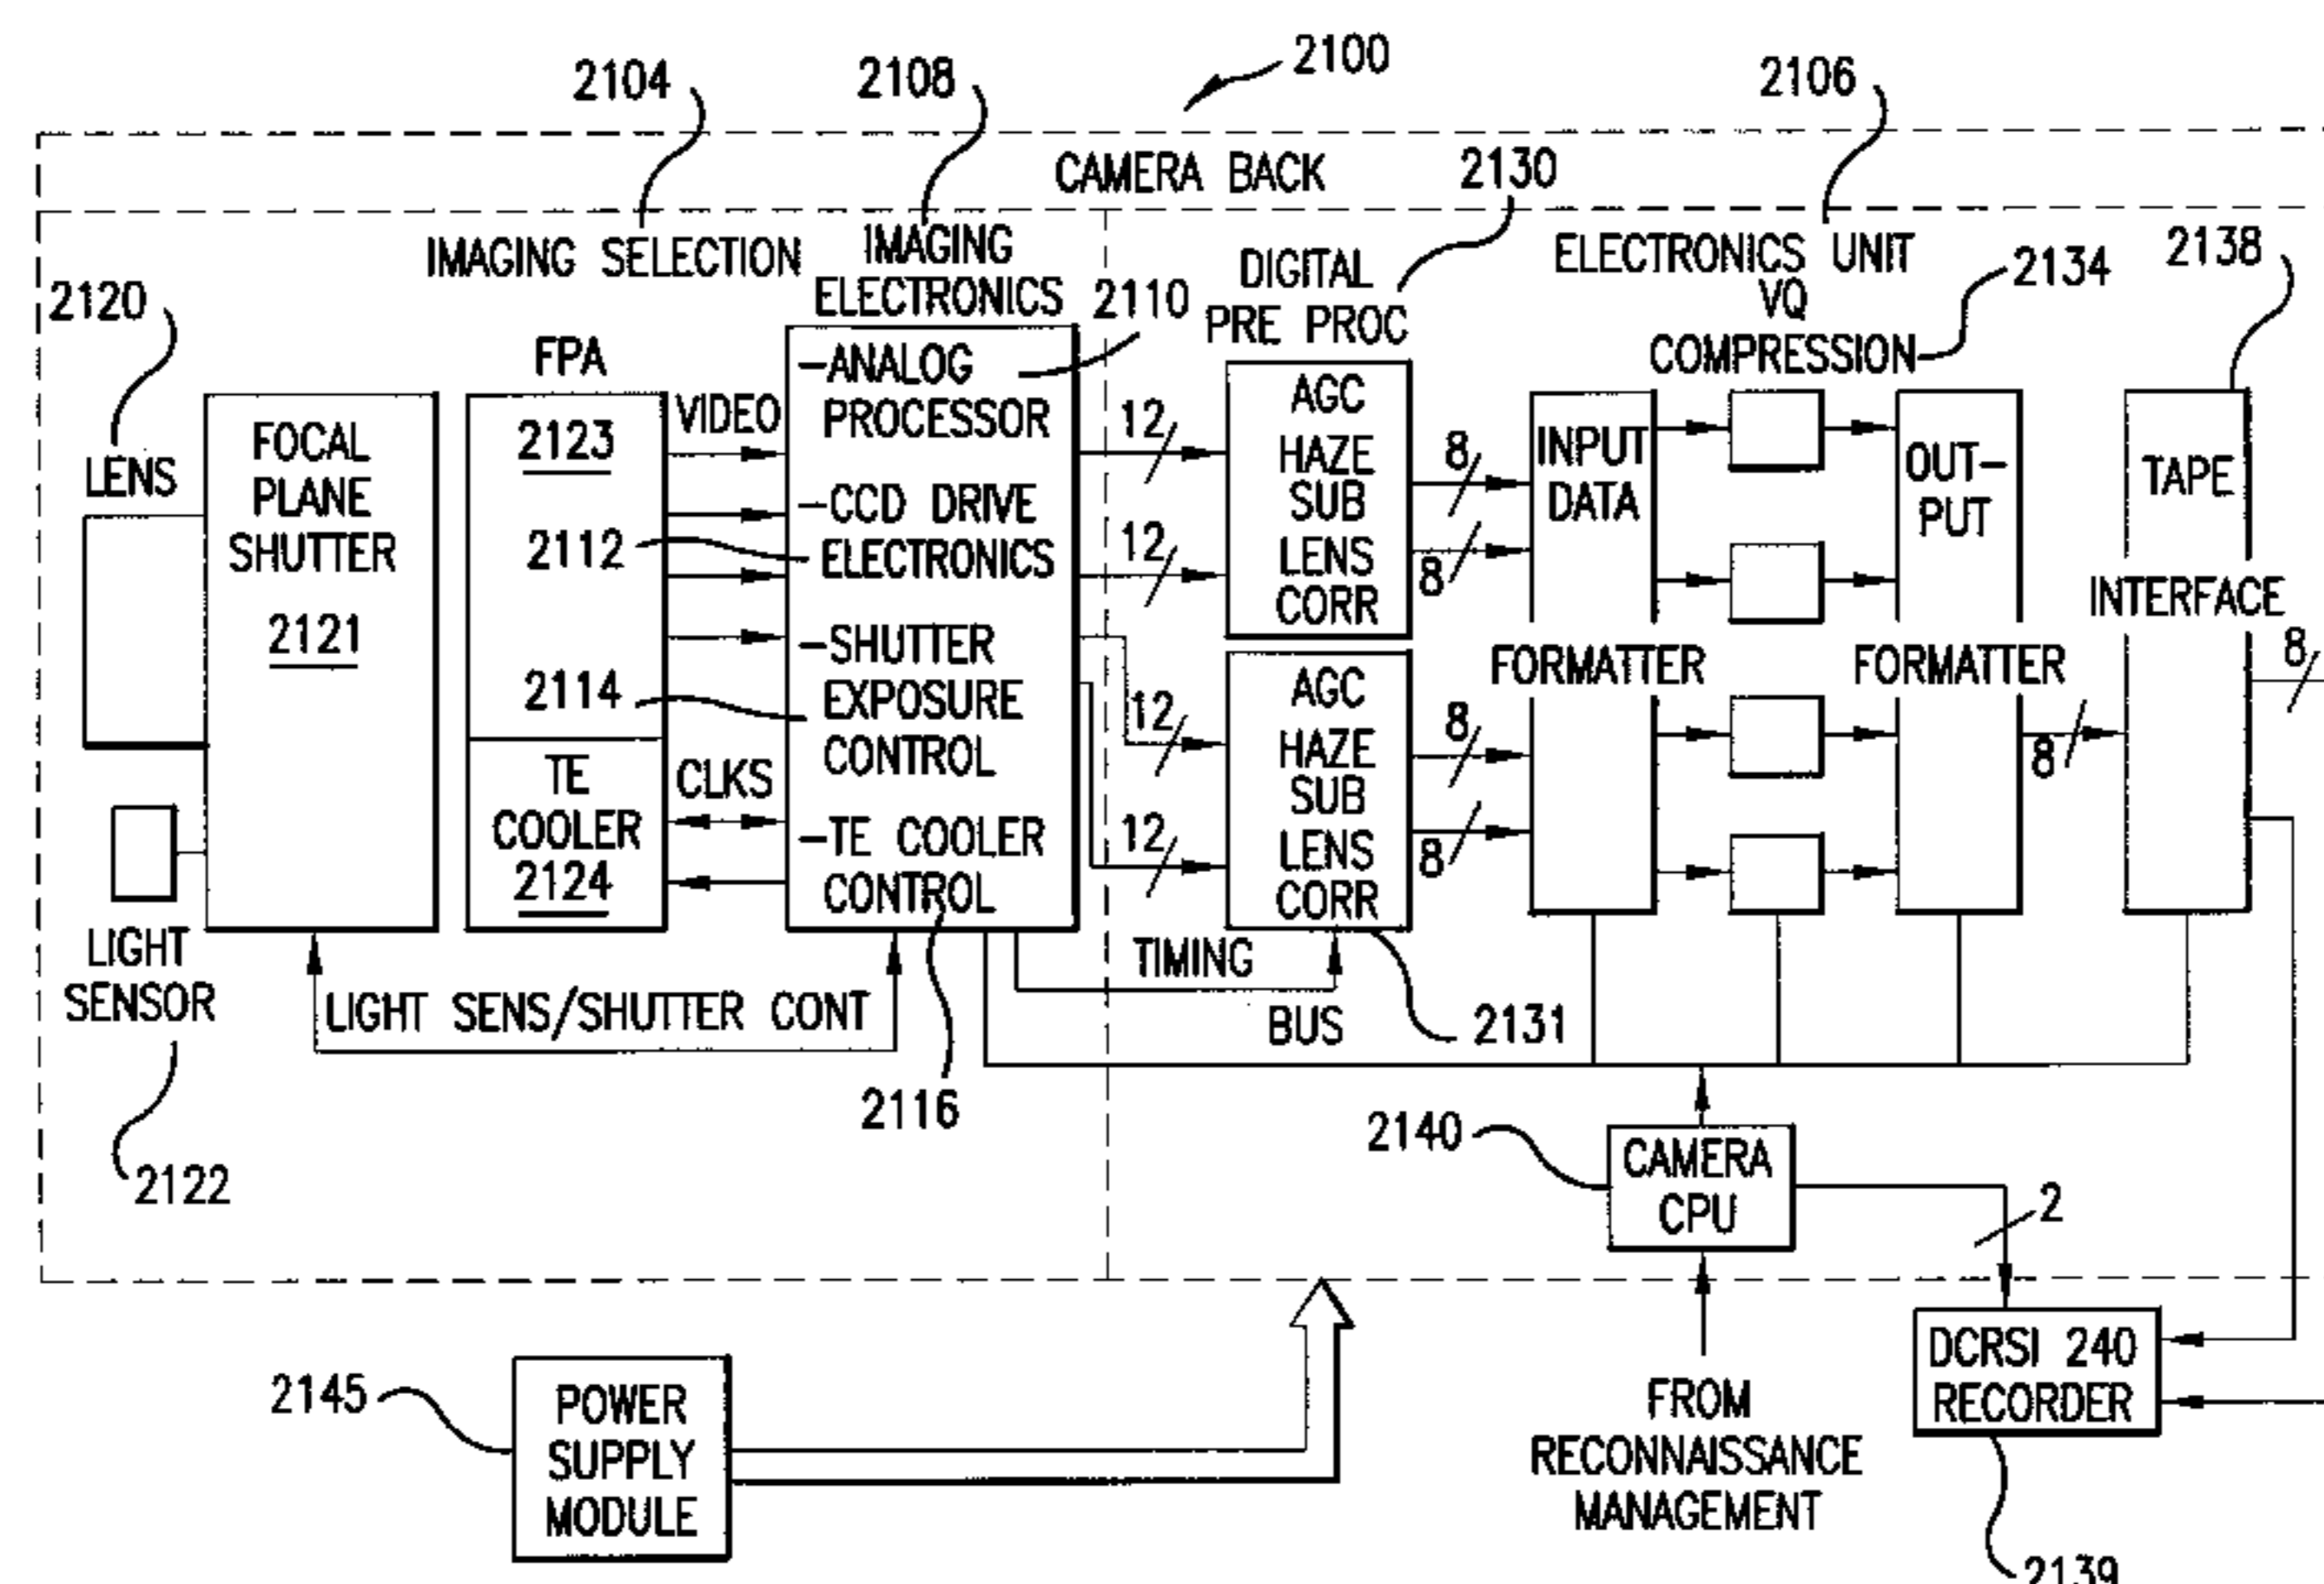 2100
2104
2108
2106
CAMERA BACK
2130
IMAGING SELECTION
IMAGING
ELECTRONICS
2110
DIGITAL
PRE PROC
ELECTRONICS UNIT
VQ
COMPRESSION
2134
2138
2120
LENS
FOCAL
PLANE
SHUTTER
2121
LIGHT
SENSOR
2122
FPA
2123
2112
2114
TE
COOLER
2124
VIDEO
CLKS
-ANALOG
PROCESSOR
-CCD DRIVE
ELECTRONICS
-SHUTTER
EXPOSURE
CONTROL
-TE COOLER
CONTROL
LIGHT SENS/SHUTTER CONT
2116
12
12
12
12
AGC
HAZE
SUB
LENS
CORR
AGC
HAZE
SUB
LENS
CORR
TIMING
BUS
2131
8
8
8
8
INPUT
DATA
FORMATTER
OUT-
PUT
FORMATTER
8
TAPE
INTERFACE
8
2140
CAMERA
CPU
2
FROM
RECONNAISSANCE
MANAGEMENT
DCRSI 240
RECORDER
2139
2145
POWER
SUPPLY
MODULE